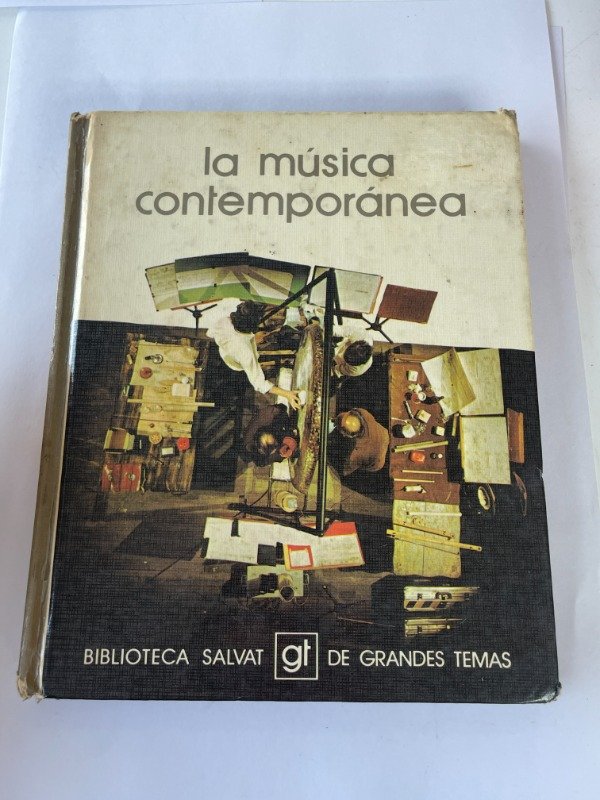 la música
contemporánea
BIBLIOTECA SALVAT gt DE GRANDES TEMAS